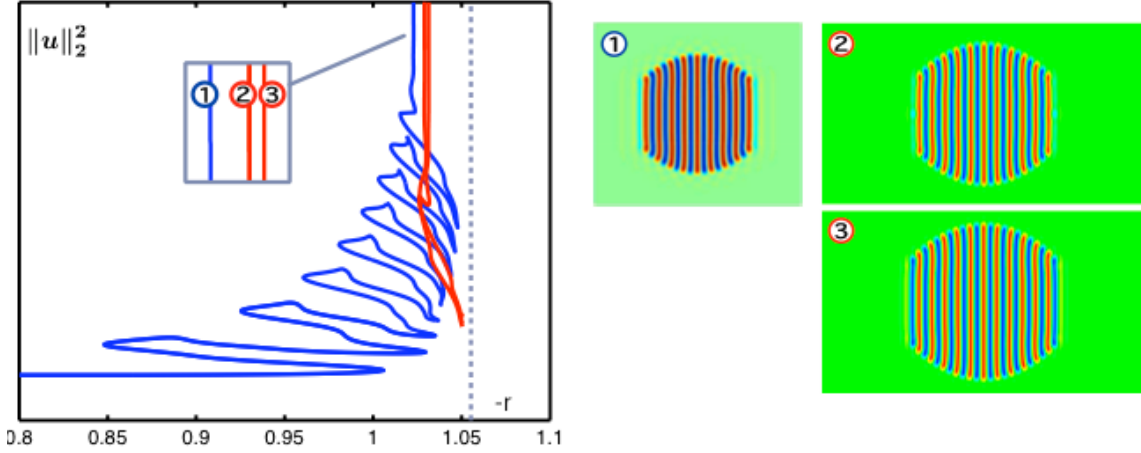 ‖u‖₂²
① ② ③
-r
0.8 0.85 0.9 0.95 1 1.05 1.1
①
②
③